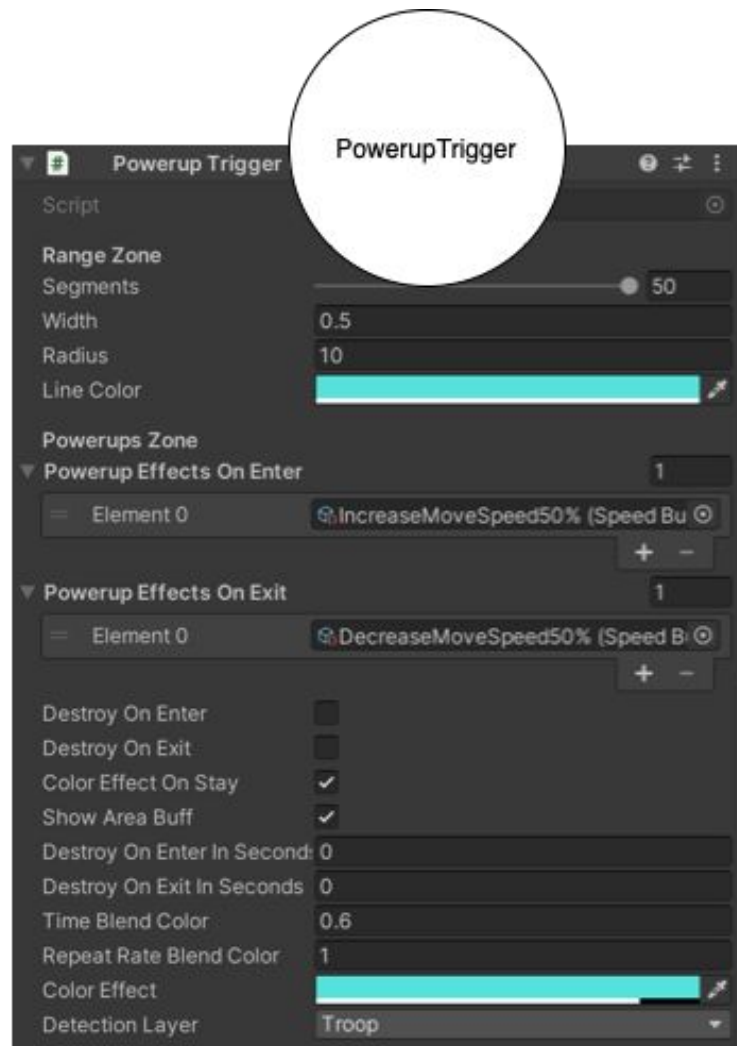 PowerupTrigger
# Powerup Trigger
Script
Range Zone
Segments 50
Width 0.5
Radius 10
Line Color
Powerups Zone
Powerup Effects On Enter 1
Element 0 IncreaseMoveSpeed50% (Speed Bu
+ -
Powerup Effects On Exit 1
Element 0 DecreaseMoveSpeed50% (Speed B
+ -
Destroy On Enter
Destroy On Exit
Color Effect On Stay
Show Area Buff
Destroy On Enter In Second: 0
Destroy On Exit In Seconds 0
Time Blend Color 0.6
Repeat Rate Blend Color 1
Color Effect
Detection Layer Troop